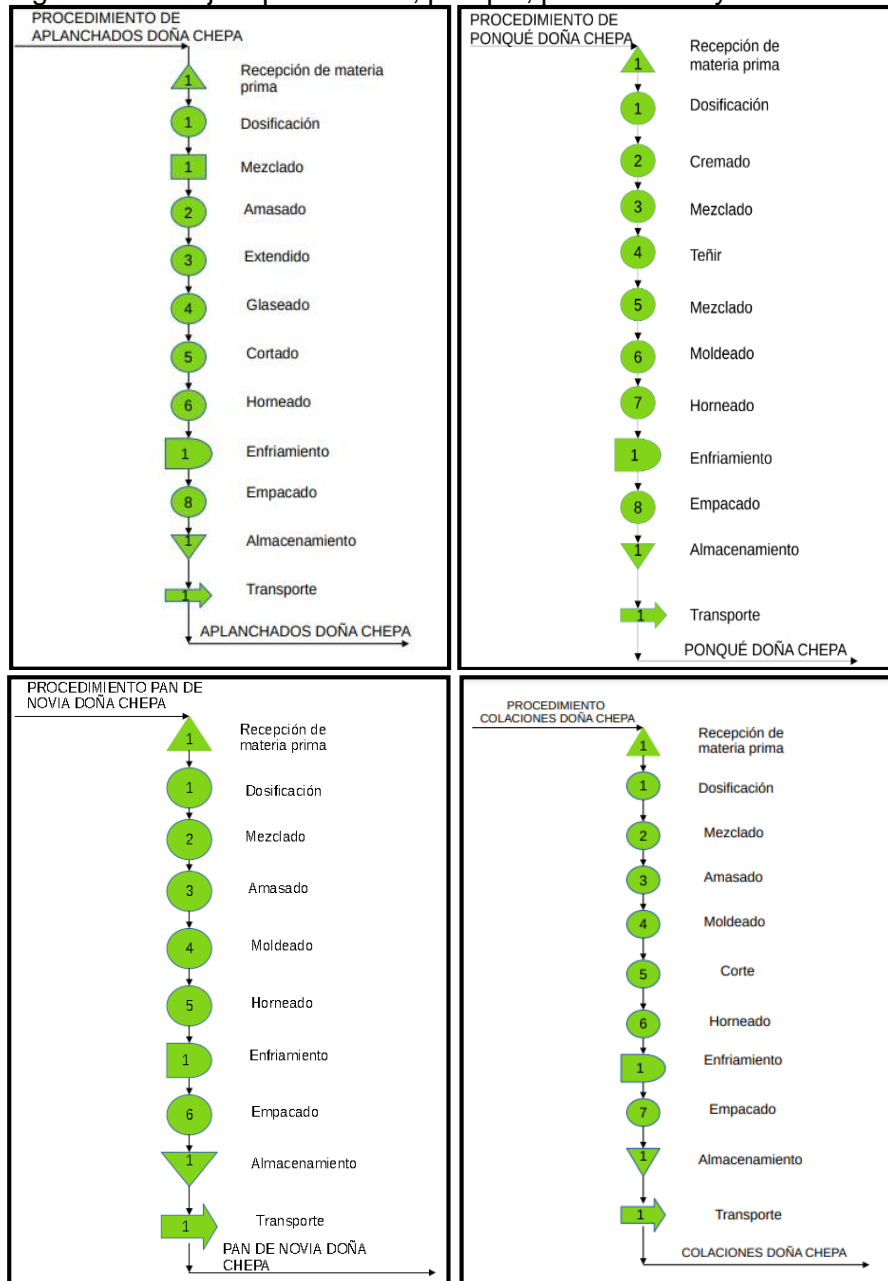 PROCEDIMIENTO DE
APLANCHADOS DOÑA CHEPA
1
Recepción de materia
prima
1
Dosificación
1
Mezclado
2
Amasado
3
Extendido
4
Glaseado
5
Cortado
6
Horneado
1
Enfriamiento
8
Empacado
1
Almacenamiento
1
Transporte
APLANCHADOS DOÑA CHEPA
PROCEDIMIENTO DE
PONQUÉ DOÑA CHEPA
1
Recepción de
materia prima
1
Dosificación
2
Cremado
3
Mezclado
4
Teñir
5
Mezclado
6
Moldeado
7
Horneado
1
Enfriamiento
8
Empacado
1
Almacenamiento
1
Transporte
PONQUÉ DOÑA CHEPA
PROCEDIMIENTO PAN DE
NOVIA DOÑA CHEPA
1
Recepción de
materia prima
1
Dosificación
2
Mezclado
3
Amasado
4
Moldeado
5
Horneado
1
Enfriamiento
6
Empacado
1
Almacenamiento
1
Transporte
PAN DE NOVIA DOÑA
CHEPA
PROCEDIMIENTO
COLACIONES DOÑA CHEPA
1
Recepción de
materia prima
1
Dosificación
2
Mezclado
3
Amasado
4
Moldeado
5
Corte
6
Horneado
1
Enfriamiento
7
Empacado
1
Almacenamiento
1
Transporte
COLACIONES DOÑA CHEPA